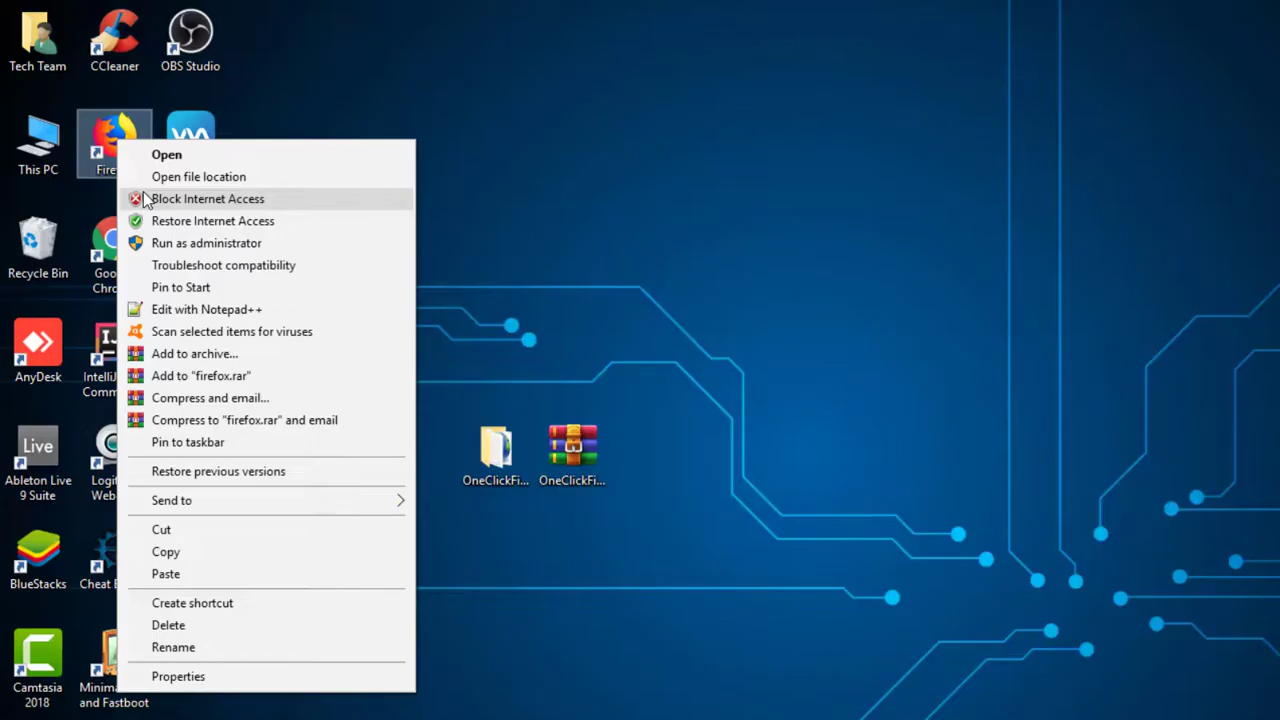 Tech Team
CCleaner
OBS Studio
This PC
Fire
Recycle Bin
Goo
Chro
AnyDesk
IJ
IntelliJ
Comm
Live
Ableton Live
9 Suite
Logit
Web
BlueStacks
Cheat E
Camtasia
2018
Minima
and Fastboot
Open
Open file location
Block Internet Access
Restore Internet Access
Run as administrator
Troubleshoot compatibility
Pin to Start
Edit with Notepad++
Scan selected items for viruses
Add to archive...
Add to "firefox.rar"
Compress and email...
Compress to "firefox.rar" and email
Pin to taskbar
Restore previous versions
Send to
Cut
Copy
Paste
Create shortcut
Delete
Rename
Properties
OneClickFi...
OneClickFi...